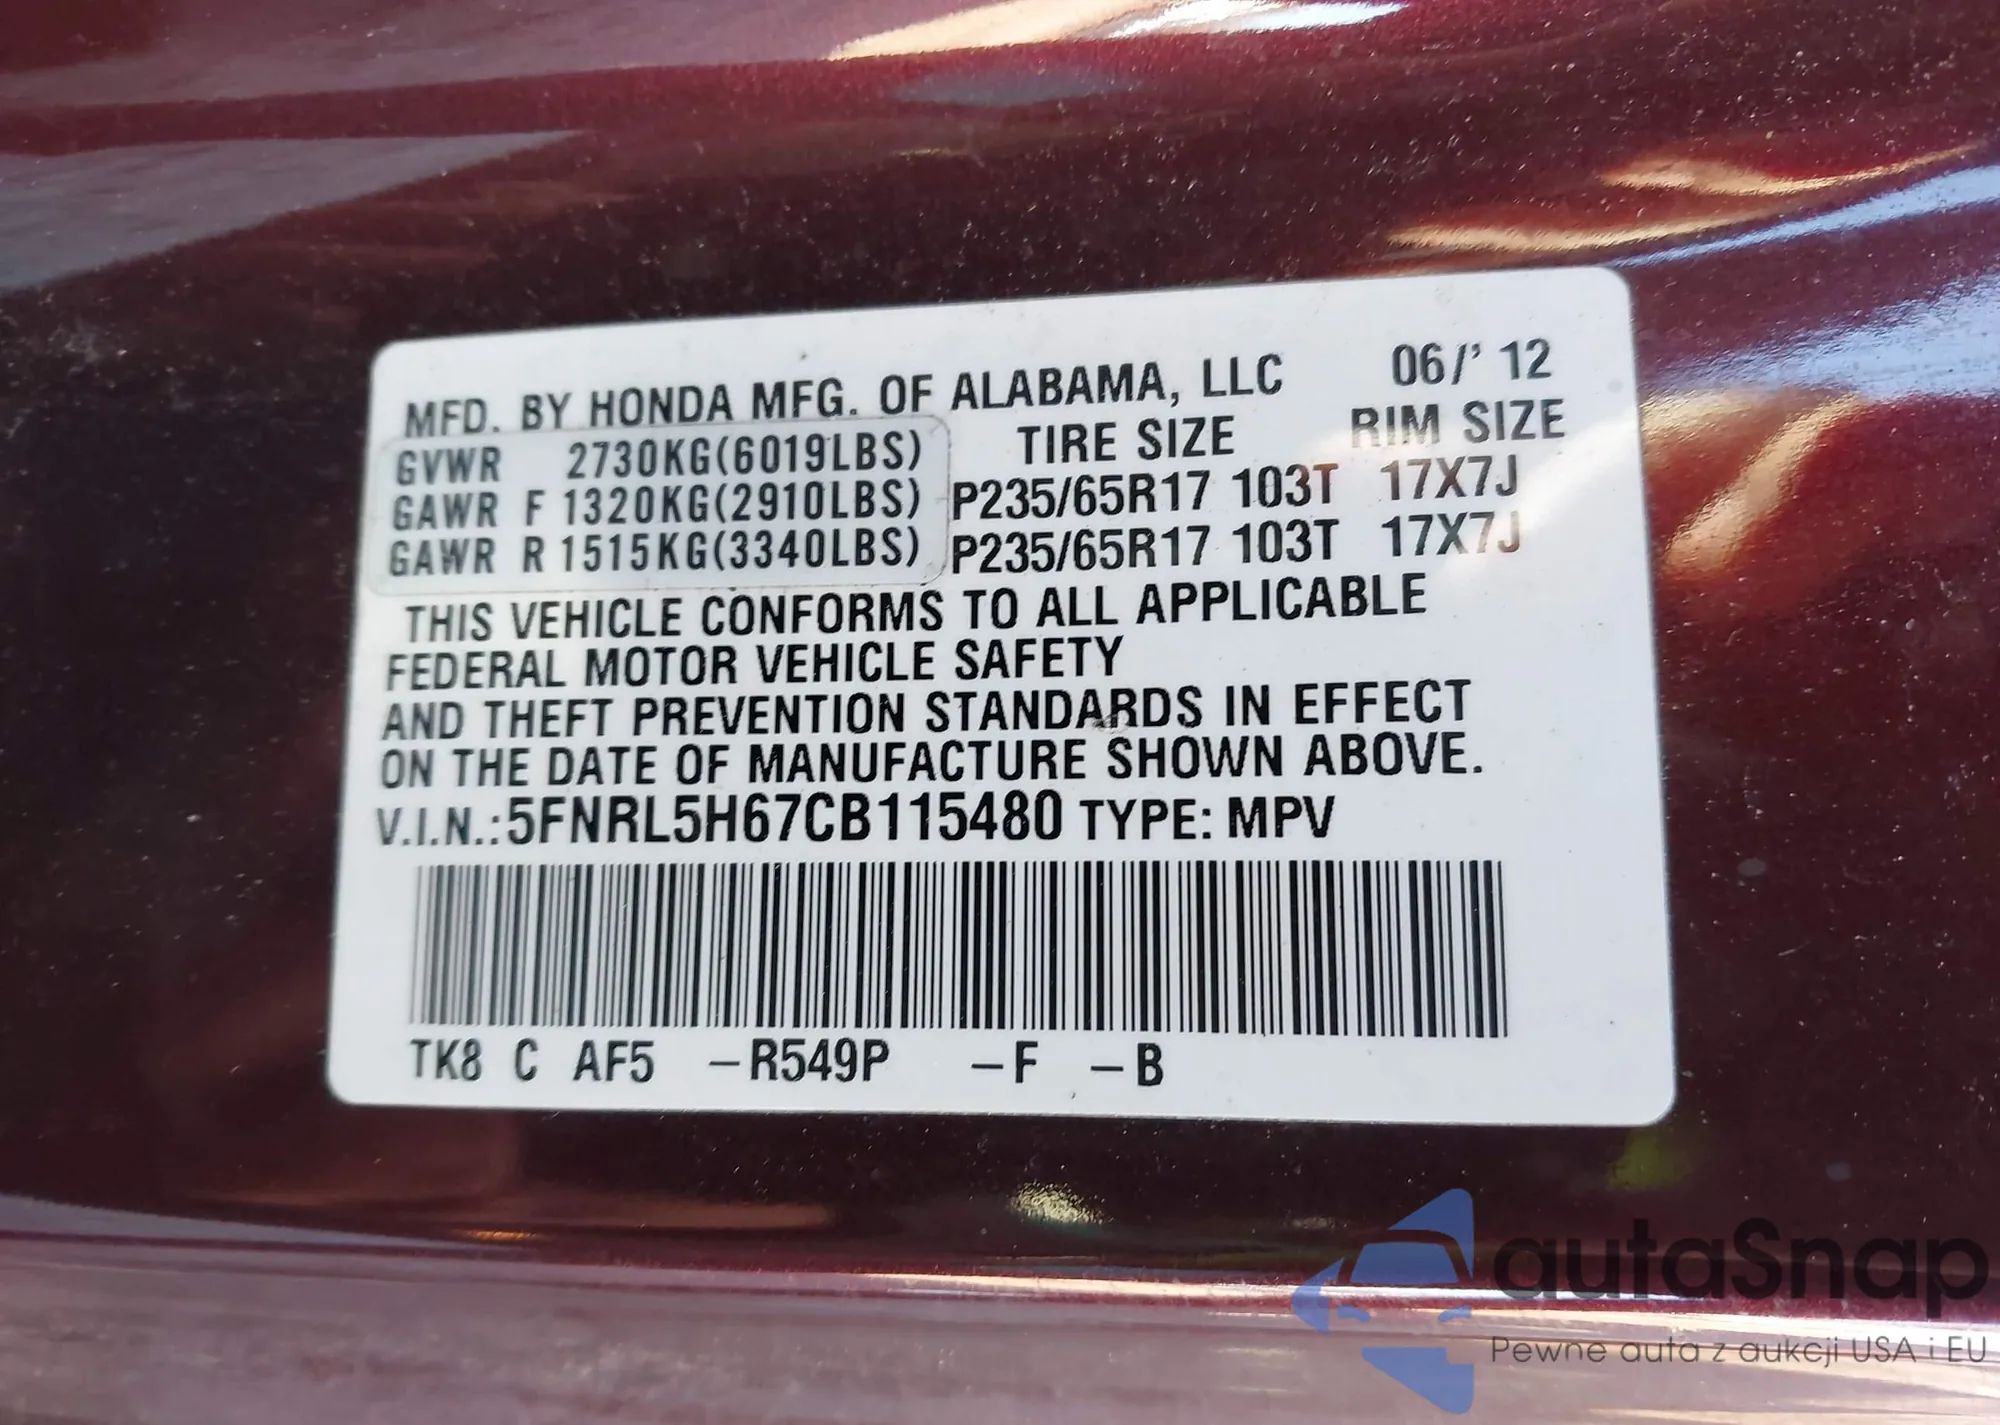 MFD. BY HONDA MFG. OF ALABAMA, LLC 06/' 12
GVWR 2730KG(6019LBS) TIRE SIZE RIM SIZE
GAWR F 1320KG(2910LBS) P235/65R17 103T 17X7J
GAWR R 1515KG(3340LBS) P235/65R17 103T 17X7J
THIS VEHICLE CONFORMS TO ALL APPLICABLE
FEDERAL MOTOR VEHICLE SAFETY
AND THEFT PREVENTION STANDARDS IN EFFECT
ON THE DATE OF MANUFACTURE SHOWN ABOVE.
V.I.N.:5FNRL5H67CB115480 TYPE: MPV
TK8 C AF5 –R549P –F –B
autaSnap
Pewne auta z aukcji USA i EU